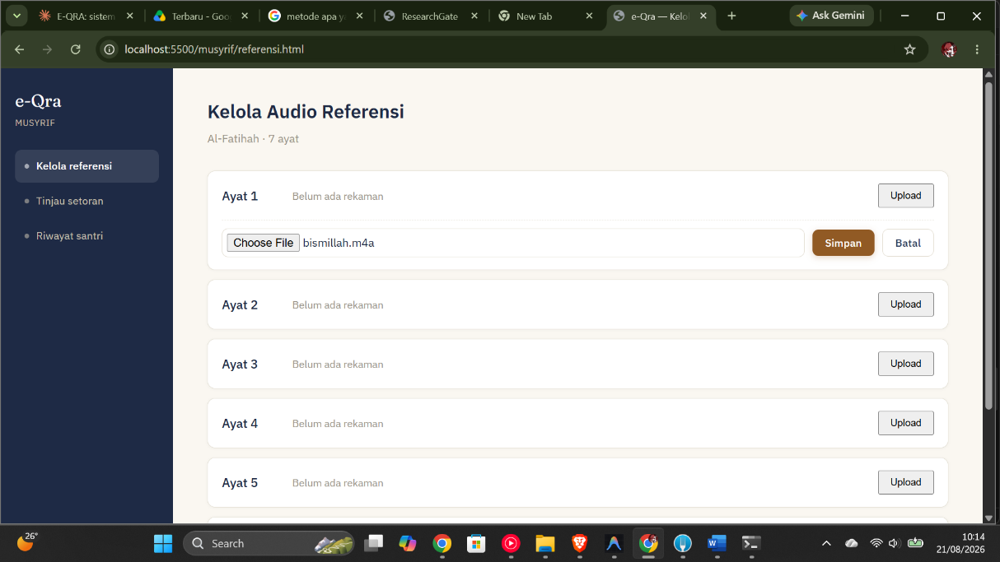 E-QRA: sistem
Terbaru - Goo
metode apa y
ResearchGate
New Tab
e-Qra — Kelol
Ask Gemini
localhost:5500/musyrif/referensi.html
e-Qra
MUSYRIF
Kelola referensi
Tinjau setoran
Riwayat santri
Kelola Audio Referensi
Al-Fatihah · 7 ayat
Ayat 1 Belum ada rekaman Upload
Choose File bismillah.m4a Simpan Batal
Ayat 2 Belum ada rekaman Upload
Ayat 3 Belum ada rekaman Upload
Ayat 4 Belum ada rekaman Upload
Ayat 5 Belum ada rekaman Upload
26°
Search
10:14
21/08/2026